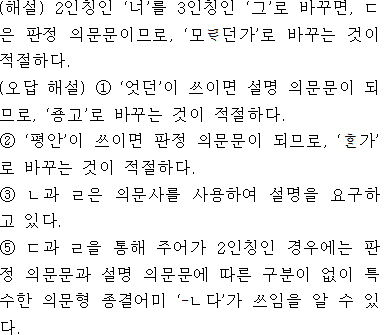 (해설) 2인칭인 ‘너’를 3인칭인 ‘그’로 바꾸면, ㄷ
은 판정 의문문이므로, ‘모ᄅᆞ던가’로 바꾸는 것이
적절하다.
(오답 해설) ① ‘엇던’이 쓰이면 설명 의문문이 되
므로, ‘죵고’로 바꾸는 것이 적절하다.
② ‘평안’이 쓰이면 판정 의문문이 되므로, ‘ᄒᆞᆯ가’
로 바꾸는 것이 적절하다.
③ ㄴ과 ㄹ은 의문사를 사용하여 설명을 요구하
고 있다.
⑤ ㄷ과 ㄹ을 통해 주어가 2인칭인 경우에는 판
정 의문문과 설명 의문문에 따른 구분이 없이 특
수한 의문형 종결어미 ‘-ㄴ다’가 쓰임을 알 수 있
다.